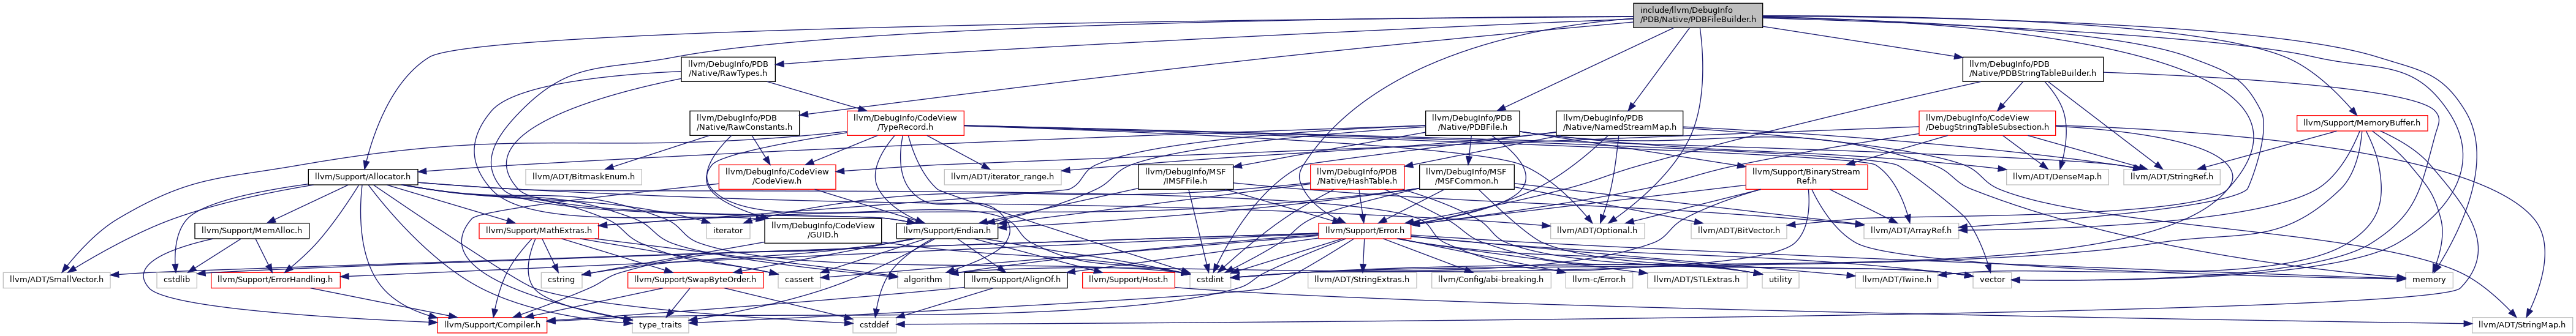 include/llvm/DebugInfo
/PDB/Native/PDBFileBuilder.h
llvm/DebugInfo/PDB
/Native/RawTypes.h
llvm/DebugInfo/PDB
/Native/PDBStringTableBuilder.h
llvm/DebugInfo/PDB
/Native/RawConstants.h
llvm/DebugInfo/CodeView
/TypeRecord.h
llvm/DebugInfo/PDB
/Native/PDBFile.h
llvm/DebugInfo/PDB
/Native/NamedStreamMap.h
llvm/DebugInfo/CodeView
/DebugStringTableSubsection.h
llvm/Support/MemoryBuffer.h
llvm/Support/Allocator.h
llvm/ADT/BitmaskEnum.h
llvm/DebugInfo/CodeView
/CodeView.h
llvm/ADT/iterator_range.h
llvm/DebugInfo/MSF
/IMSFFile.h
llvm/DebugInfo/PDB
/Native/HashTable.h
llvm/DebugInfo/MSF
/MSFCommon.h
llvm/Support/BinaryStream
Ref.h
llvm/ADT/DenseMap.h
llvm/ADT/StringRef.h
llvm/Support/MemAlloc.h
llvm/Support/MathExtras.h
iterator
llvm/DebugInfo/CodeView
/GUID.h
llvm/Support/Endian.h
llvm/ADT/Optional.h
llvm/Support/Error.h
llvm/ADT/BitVector.h
llvm/ADT/ArrayRef.h
llvm/ADT/SmallVector.h
cstdlib
llvm/Support/ErrorHandling.h
cstring
llvm/Support/SwapByteOrder.h
cassert
algorithm
llvm/Support/AlignOf.h
llvm/Support/Host.h
cstdint
llvm/ADT/StringExtras.h
llvm/Config/abi-breaking.h
llvm-c/Error.h
llvm/ADT/STLExtras.h
utility
llvm/ADT/Twine.h
vector
memory
llvm/Support/Compiler.h
type_traits
cstddef
llvm/ADT/StringMap.h